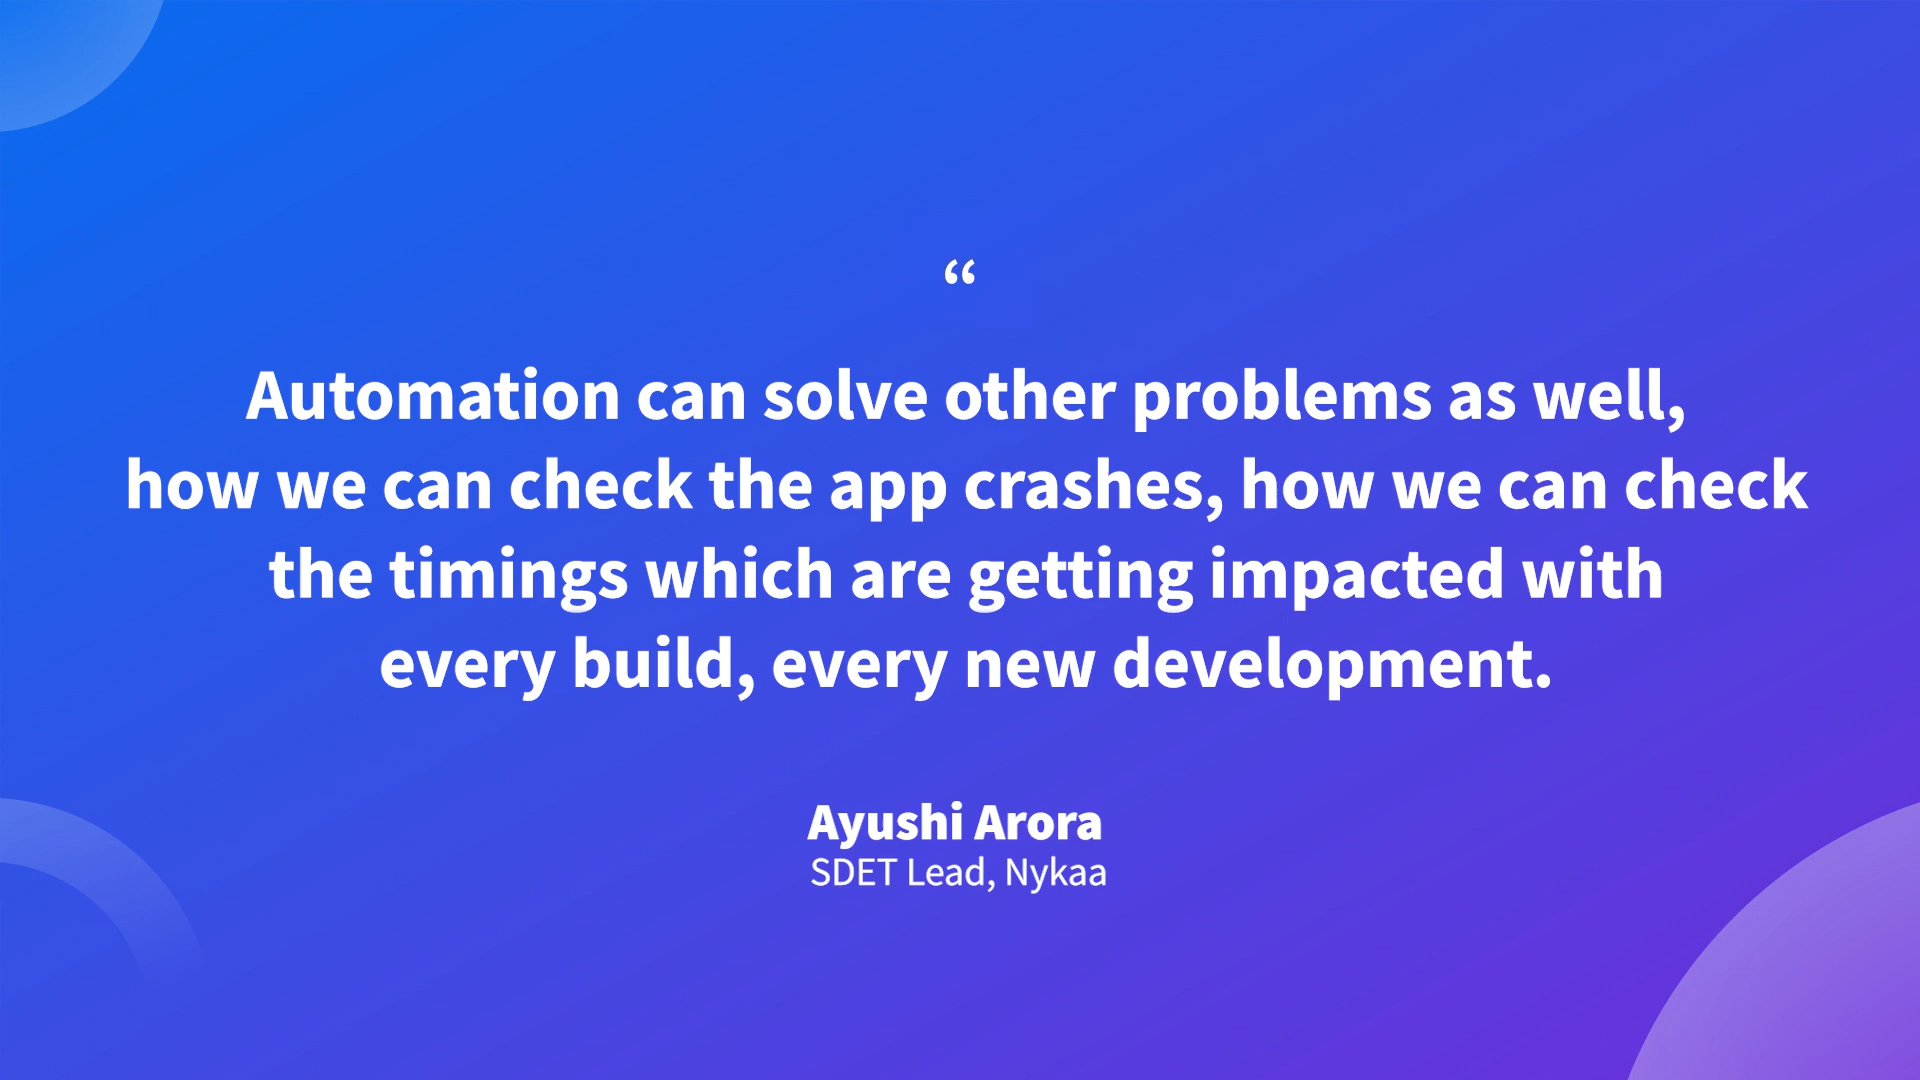 “
Automation can solve other problems as well,
how we can check the app crashes, how we can check
the timings which are getting impacted with
every build, every new development.
Ayushi Arora
SDET Lead, Nykaa